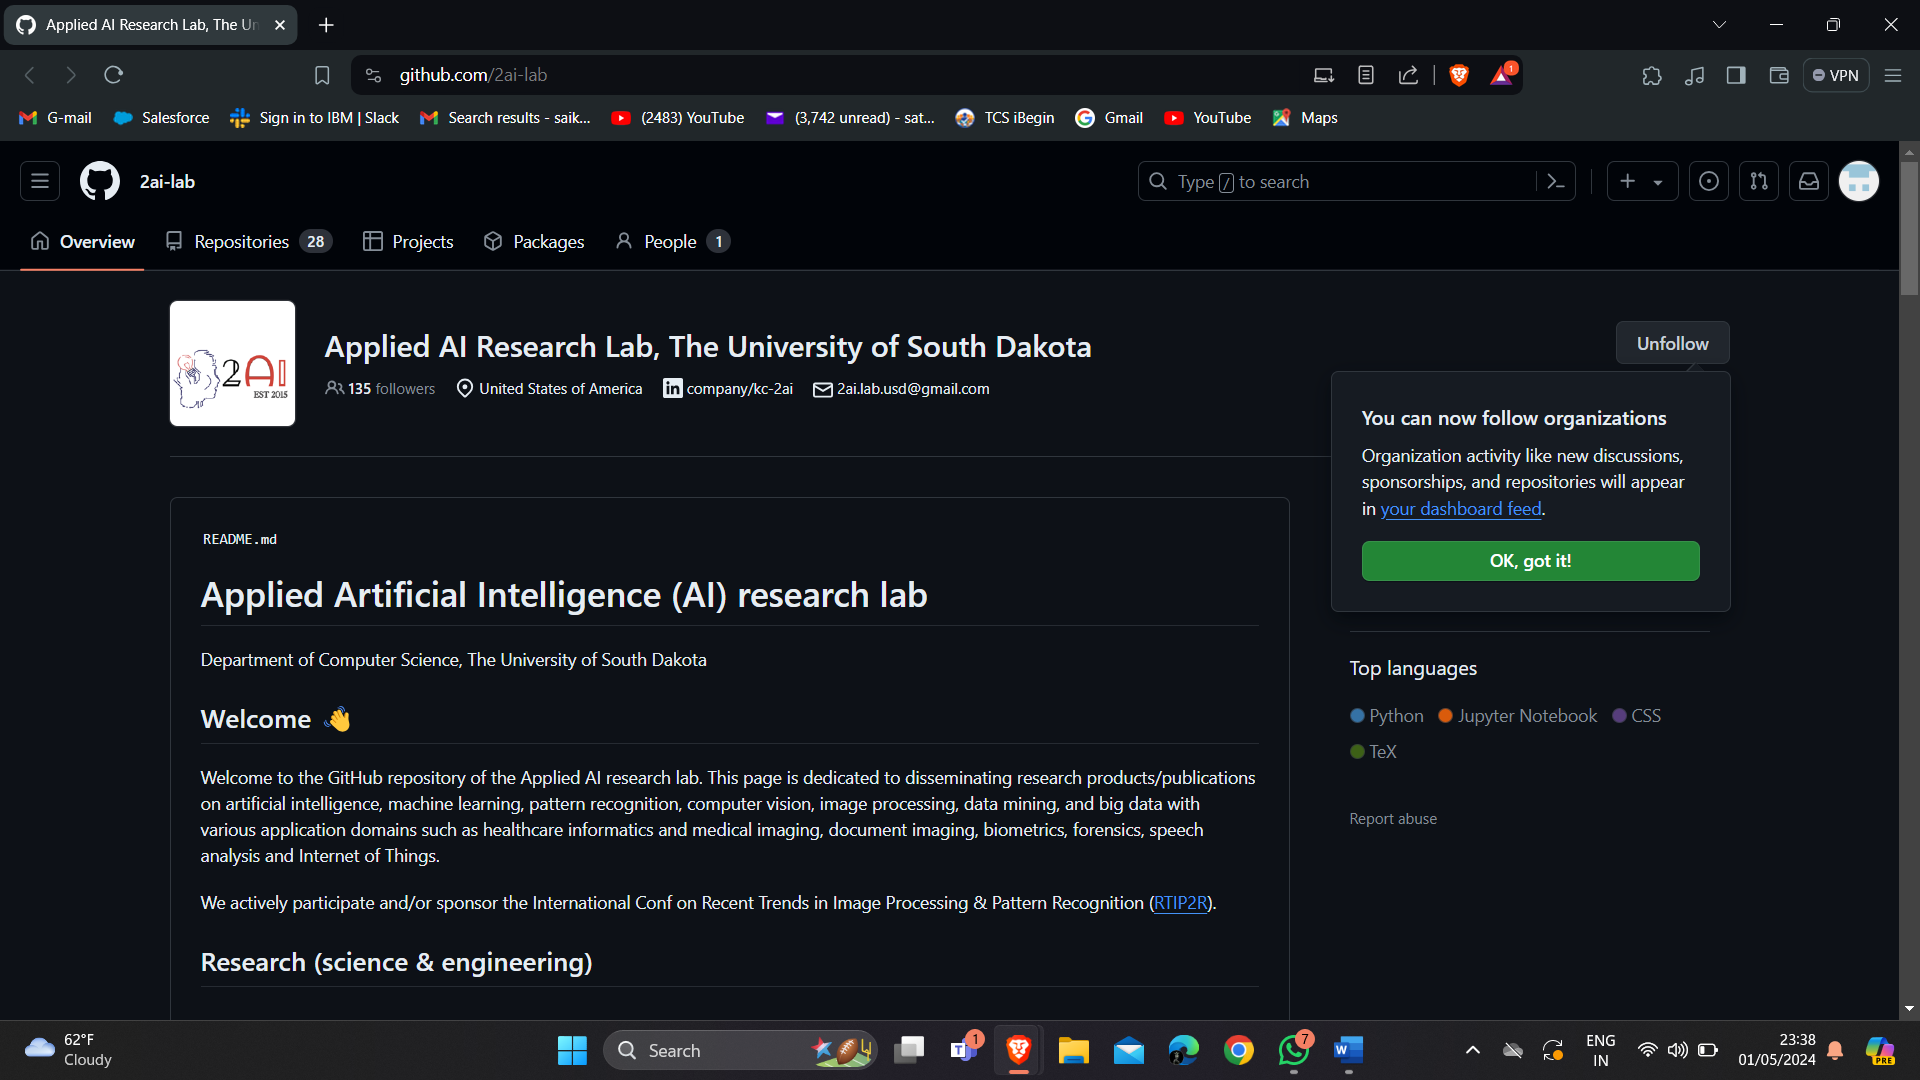 Applied AI Research Lab, The Un
github.com/2ai-lab
1
VPN
G-mail
Salesforce
Sign in to IBM | Slack
Search results - saik...
(2483) YouTube
(3,742 unread) - sat...
TCS iBegin
Gmail
YouTube
Maps
2ai-lab
Type / to search
Overview
Repositories 28
Projects
Packages
People 1
2AI
EST 2015
Applied AI Research Lab, The University of South Dakota
135 followers
United States of America
in company/kc-2ai
2ai.lab.usd@gmail.com
Unfollow
You can now follow organizations
Organization activity like new discussions,
sponsorships, and repositories will appear
in your dashboard feed.
OK, got it!
README.md
Applied Artificial Intelligence (AI) research lab
Department of Computer Science, The University of South Dakota
Welcome 👋
Welcome to the GitHub repository of the Applied AI research lab. This page is dedicated to disseminating research products/publications
on artificial intelligence, machine learning, pattern recognition, computer vision, image processing, data mining, and big data with
various application domains such as healthcare informatics and medical imaging, document imaging, biometrics, forensics, speech
analysis and Internet of Things.
We actively participate and/or sponsor the International Conf on Recent Trends in Image Processing & Pattern Recognition (RTIP2R).
Research (science & engineering)
Top languages
Python
Jupyter Notebook
CSS
TeX
Report abuse
62°F
Cloudy
Search
T
1
7
W
ENG
IN
23:38
01/05/2024
PRE